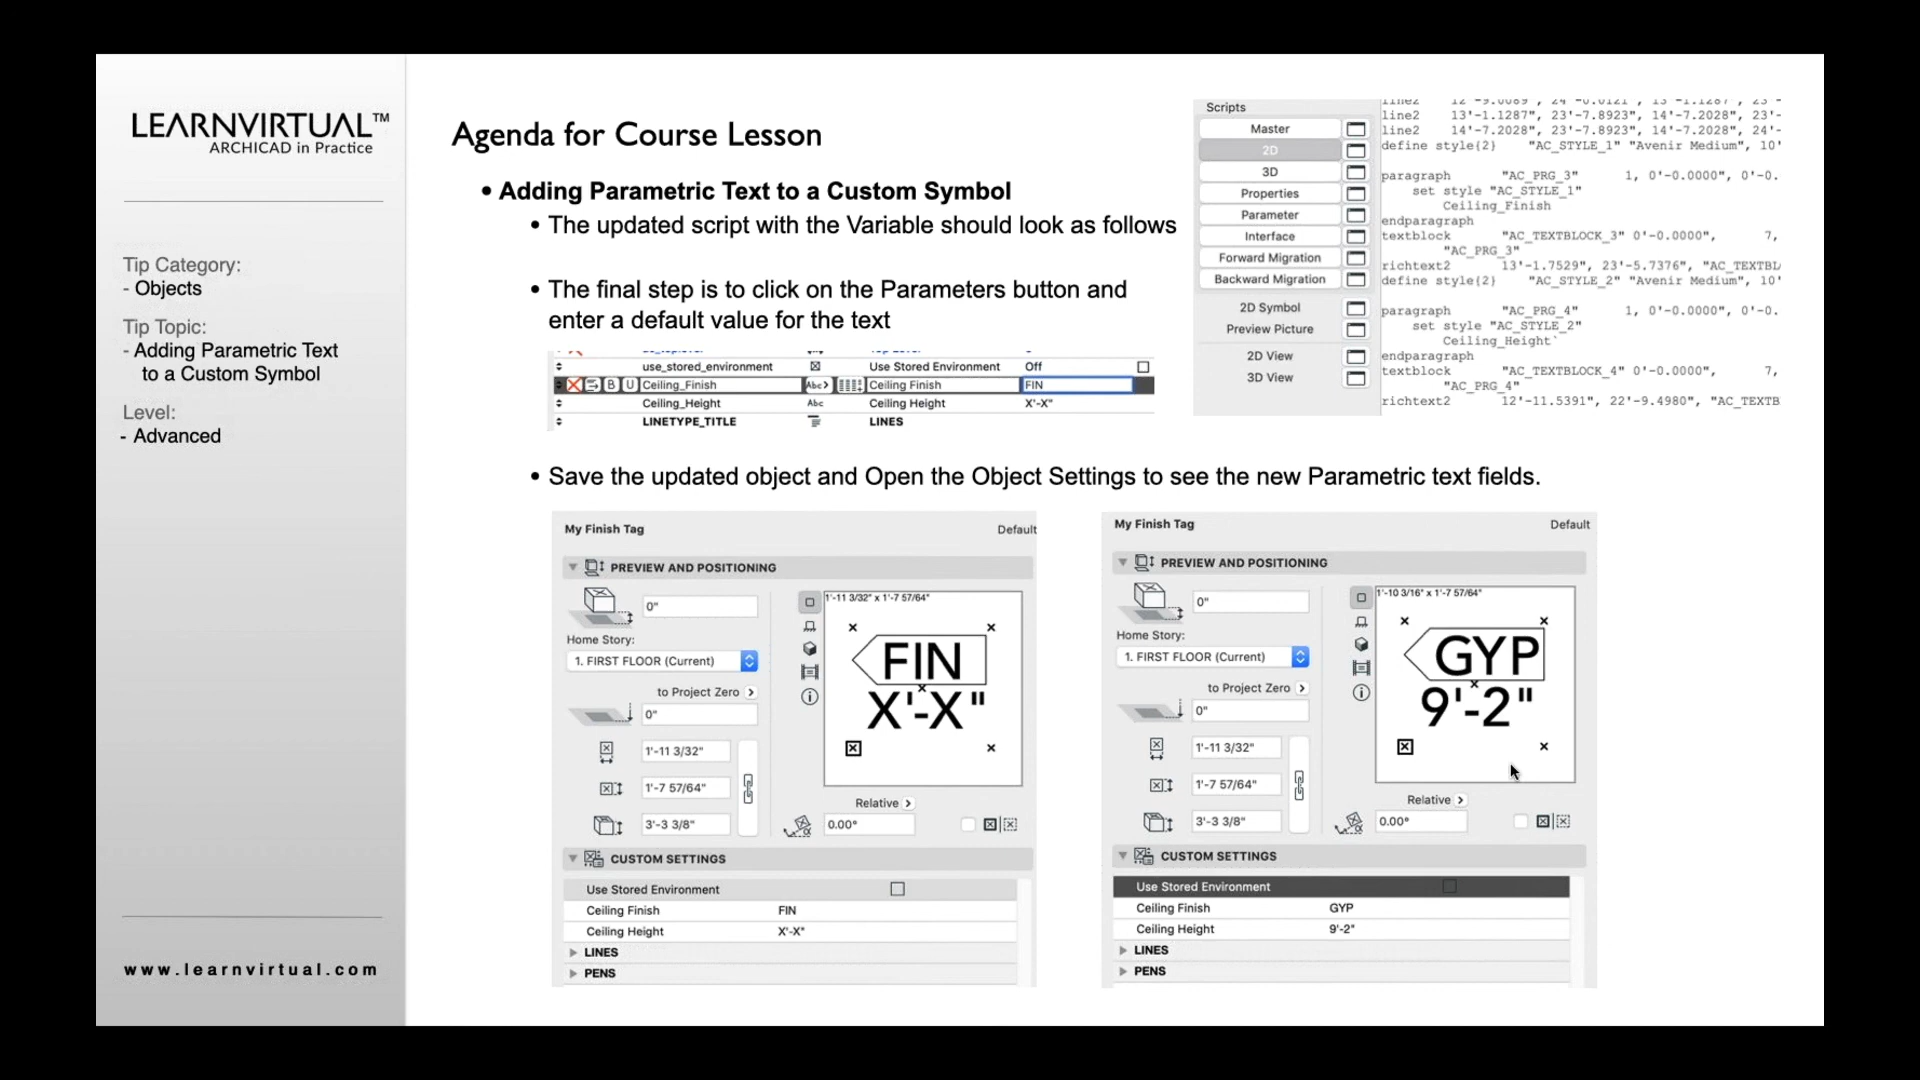 LEARNVIRTUAL™
ARCHICAD in Practice
Tip Category:
- Objects
Tip Topic:
- Adding Parametric Text
to a Custom Symbol
Level:
- Advanced
www.learnvirtual.com
Agenda for Course Lesson
• Adding Parametric Text to a Custom Symbol
• The updated script with the Variable should look as follows
• The final step is to click on the Parameters button and
enter a default value for the text
use_stored_environment Use Stored Environment Off
B U Ceiling_Finish Abc Ceiling Finish FIN
Ceiling_Height Abc Ceiling Height X'-X"
LINETYPE_TITLE LINES
Scripts
Master
2D
3D
Properties
Parameter
Interface
Forward Migration
Backward Migration
2D Symbol
Preview Picture
2D View
3D View
line2 13'-1.1287", 23'-7.8923", 14'-7.2028", 23'-
line2 14'-7.2028", 23'-7.8923", 14'-7.2028", 24'-
define style{2} "AC_STYLE_1" "Avenir Medium", 10'
paragraph "AC_PRG_3" 1, 0'-0.0000", 0'-0.
set style "AC_STYLE_1"
Ceiling_Finish
endparagraph
textblock "AC_TEXTBLOCK_3" 0'-0.0000", 7,
"AC_PRG_3"
richtext2 13'-1.7529", 23'-5.7376", "AC_TEXTBL
define style{2} "AC_STYLE_2" "Avenir Medium", 10'
paragraph "AC_PRG_4" 1, 0'-0.0000", 0'-0.
set style "AC_STYLE_2"
Ceiling_Height`
endparagraph
textblock "AC_TEXTBLOCK_4" 0'-0.0000", 7,
"AC_PRG_4"
richtext2 12'-11.5391", 22'-9.4980", "AC_TEXTB
• Save the updated object and Open the Object Settings to see the new Parametric text fields.
My Finish Tag Default
PREVIEW AND POSITIONING
0"
Home Story:
1. FIRST FLOOR (Current)
to Project Zero
0"
1'-11 3/32"
1'-7 57/64"
3'-3 3/8"
1'-11 3/32" x 1'-7 57/64"
FIN
X'-X"
Relative
0.00°
CUSTOM SETTINGS
Use Stored Environment
Ceiling Finish FIN
Ceiling Height X'-X"
LINES
PENS
My Finish Tag Default
PREVIEW AND POSITIONING
0"
Home Story:
1. FIRST FLOOR (Current)
to Project Zero
0"
1'-11 3/32"
1'-7 57/64"
3'-3 3/8"
1'-10 3/16" x 1'-7 57/64"
GYP
9'-2"
Relative
0.00°
CUSTOM SETTINGS
Use Stored Environment
Ceiling Finish GYP
Ceiling Height 9'-2"
LINES
PENS